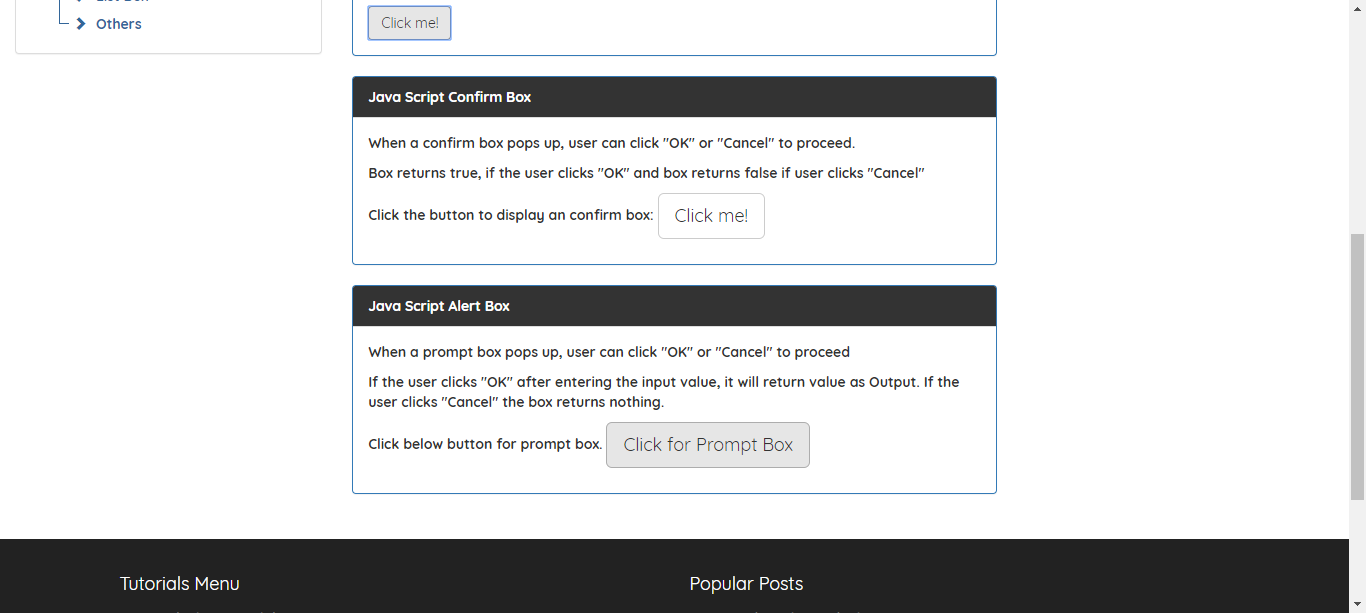 Others
Click me!
Java Script Confirm Box
When a confirm box pops up, user can click "OK" or "Cancel" to proceed.
Box returns true, if the user clicks "OK" and box returns false if user clicks "Cancel"
Click the button to display an confirm box: Click me!
Java Script Alert Box
When a prompt box pops up, user can click "OK" or "Cancel" to proceed
If the user clicks "OK" after entering the input value, it will return value as Output. If the
user clicks "Cancel" the box returns nothing.
Click below button for prompt box. Click for Prompt Box
Tutorials Menu
Popular Posts